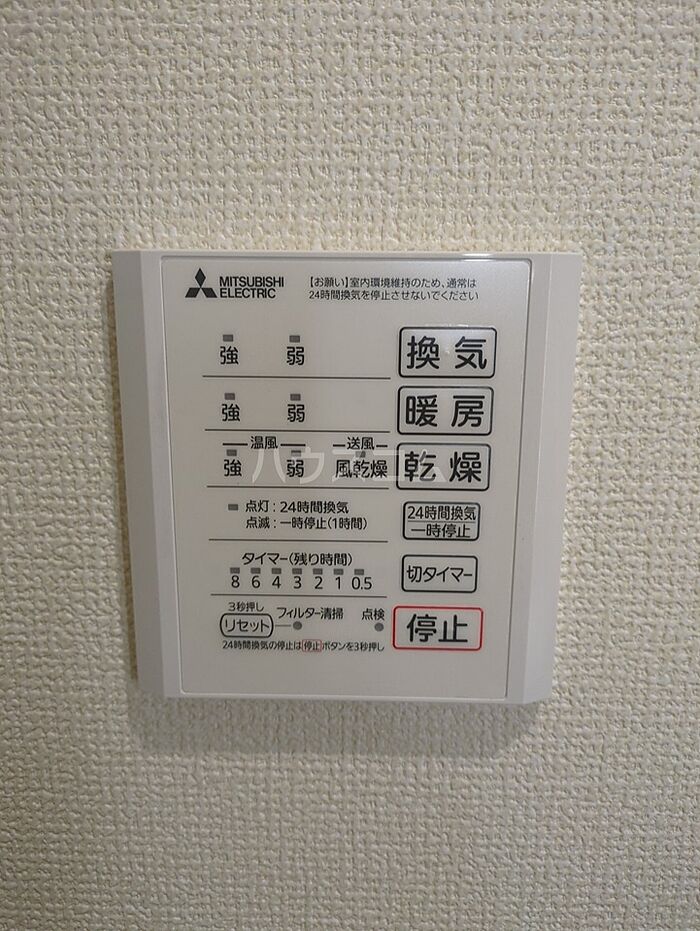 MITSUBISHI
ELECTRIC
【お願い】室内環境維持のため、通常は
24時間換気を停止させないでください
強 弱 換気
強 弱 暖房
温風 送風
強 弱 風乾燥 乾燥
点灯：24時間換気
点滅：一時停止(1時間)
24時間換気
一時停止
タイマー(残り時間)
8 6 4 3 2 1 0.5
切タイマー
3秒押し
リセット フィルター清掃 点検
停止
24時間換気の停止は停止ボタンを3秒押し
ハウスコム